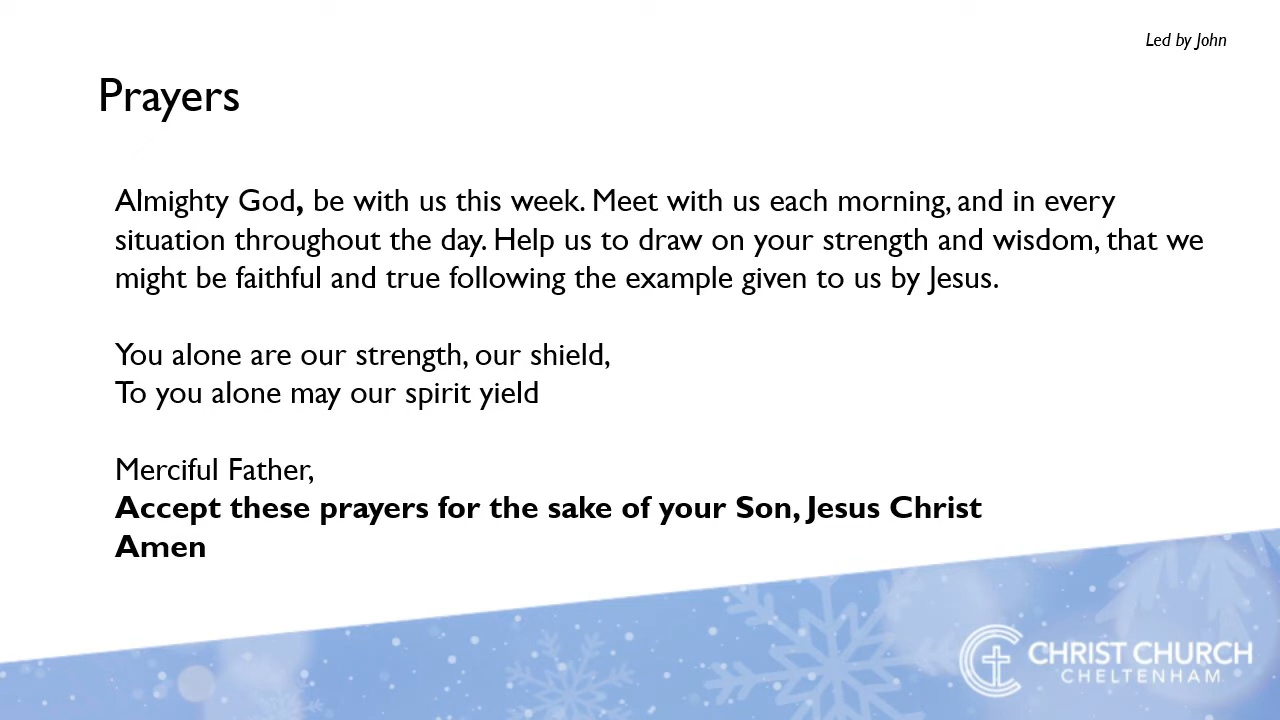 Led by John
Prayers
Almighty God, be with us this week. Meet with us each morning, and in every
situation throughout the day. Help us to draw on your strength and wisdom, that we
might be faithful and true following the example given to us by Jesus.
You alone are our strength, our shield,
To you alone may our spirit yield
Merciful Father,
Accept these prayers for the sake of your Son, Jesus Christ
Amen
CHRIST CHURCH
CHELTENHAM